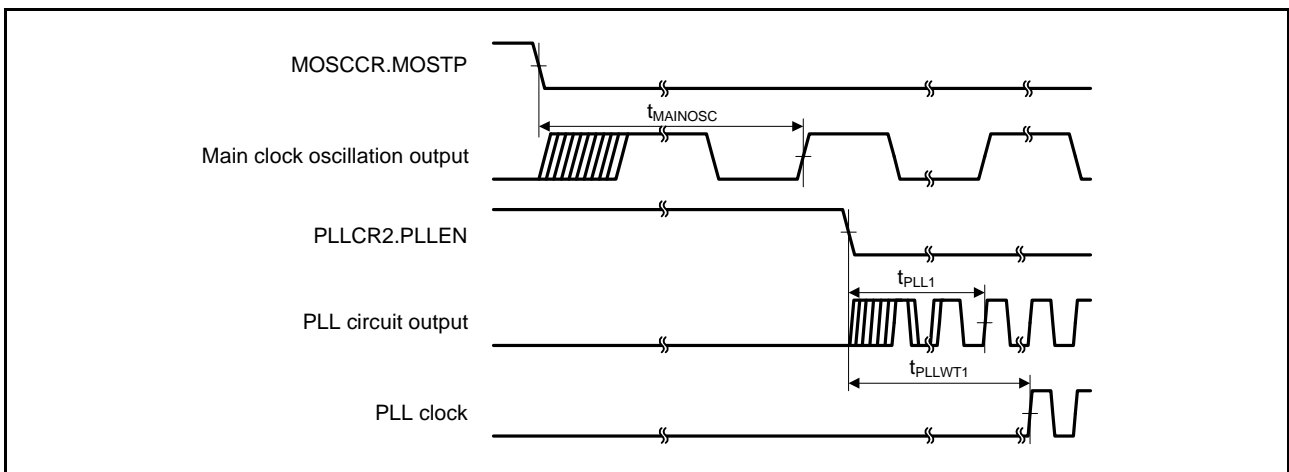 MOSCCR.MOSTP
tMAINOSC
Main clock oscillation output
PLLCR2.PLLEN
tPLL1
PLL circuit output
tPLLWT1
PLL clock